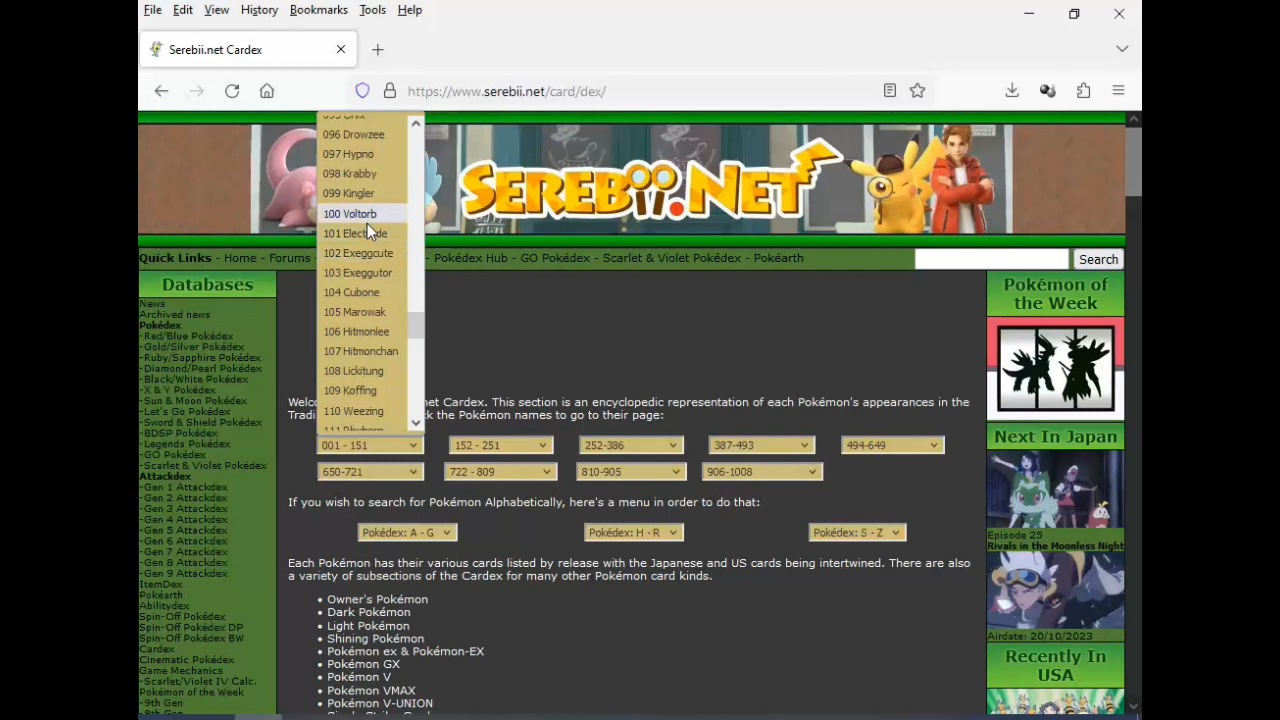 File Edit View History Bookmarks Tools Help
Serebii.net Cardex
https://www.serebii.net/card/dex/
096 Drowzee
097 Hypno
098 Krabby
099 Kingler
100 Voltorb
101 Electrode
102 Exeggcute
103 Exeggutor
104 Cubone
105 Marowak
106 Hitmonlee
107 Hitmonchan
108 Lickitung
109 Koffing
110 Weezing
SEREBII.NET
Quick Links - Home - Forums - Pokédex Hub - GO Pokédex - Scarlet & Violet Pokédex - Pokéarth
Search
Databases
News
Archived news
Pokédex
-Red/Blue Pokédex
-Gold/Silver Pokédex
-Ruby/Sapphire Pokédex
-Diamond/Pearl Pokédex
-Black/White Pokédex
-X & Y Pokédex
-Sun & Moon Pokédex
-Let's Go Pokédex
-Sword & Shield Pokédex
-BDSP Pokédex
-Legends Pokédex
-GO Pokédex
-Scarlet & Violet Pokédex
Attackdex
-Gen 1 Attackdex
-Gen 2 Attackdex
-Gen 3 Attackdex
-Gen 4 Attackdex
-Gen 5 Attackdex
-Gen 6 Attackdex
-Gen 7 Attackdex
-Gen 8 Attackdex
-Gen 9 Attackdex
ItemDex
Pokéarth
Abilitydex
Spin-Off Pokédex
Spin-Off Pokédex DP
Spin-Off Pokédex BW
Cardex
Cinematic Pokédex
Game Mechanics
-Scarlet/Violet IV Calc.
Pokémon of the Week
-9th Gen
-8th Gen
net Cardex. This section is an encyclopedic representation of each Pokémon's appearances in the
ck the Pokémon names to go to their page:
001 - 151 152 - 251 252-386 387-493 494-649
650-721 722 - 809 810-905 906-1008
If you wish to search for Pokémon Alphabetically, here's a menu in order to do that:
Pokédex: A - G Pokédex: H - R Pokédex: S - Z
Each Pokémon has their various cards listed by release with the Japanese and US cards being intertwined. There are also
a variety of subsections of the Cardex for many other Pokémon card kinds.
• Owner's Pokémon
• Dark Pokémon
• Light Pokémon
• Shining Pokémon
• Pokémon ex & Pokémon-EX
• Pokémon GX
• Pokémon V
• Pokémon VMAX
• Pokémon V-UNION
Pokémon of
the Week
Next In Japan
Episode 25
Rivals in the Moonless Night
Airdate: 20/10/2023
Recently In
USA